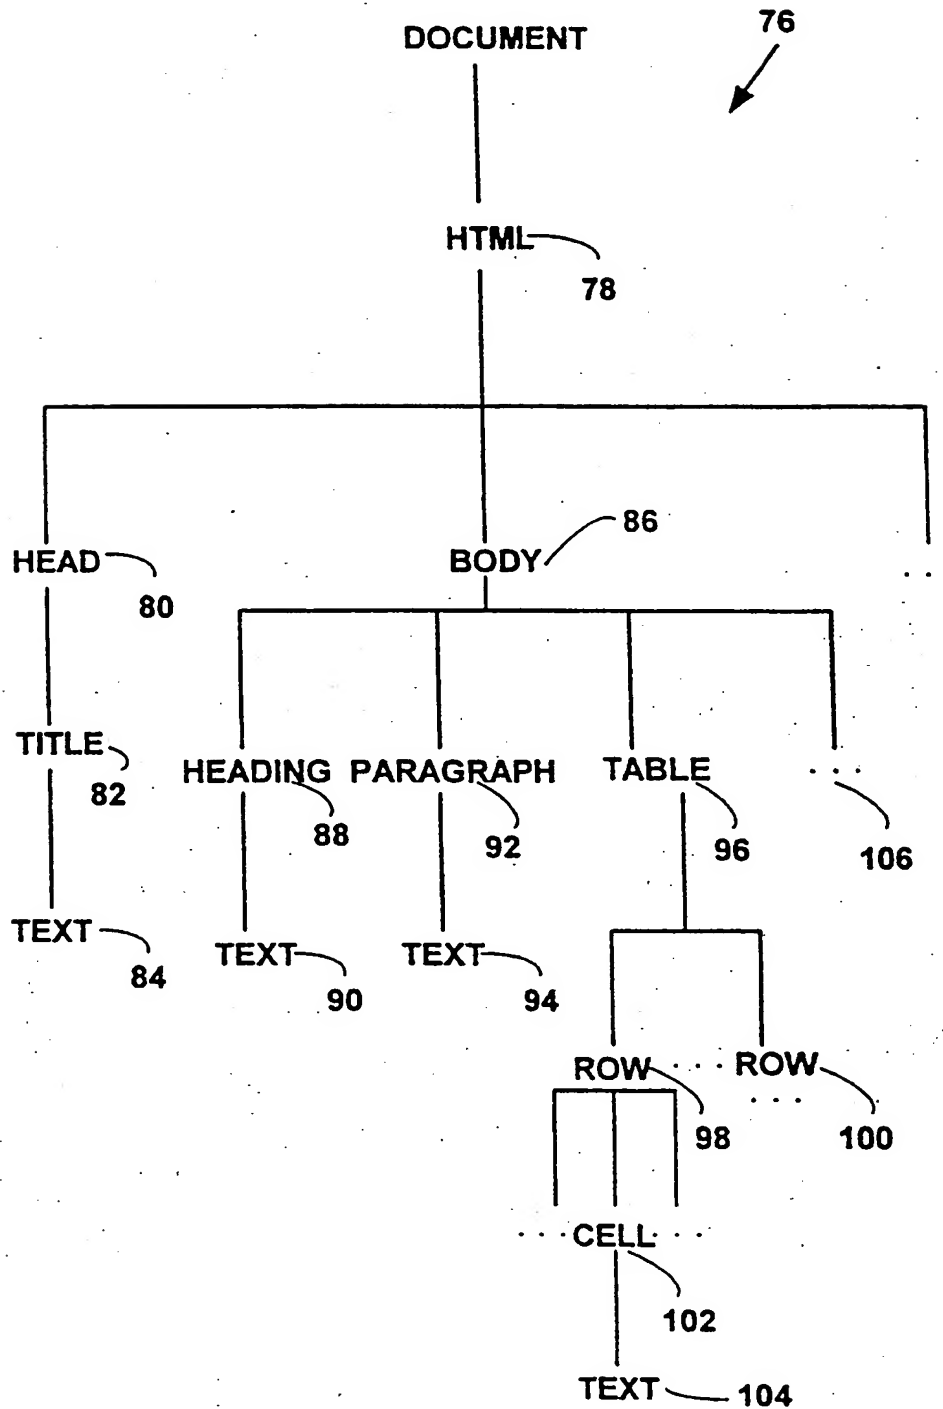 76
DOCUMENT
HTML
78
86
HEAD BODY . .
80
TITLE
82
HEADING PARAGRAPH TABLE . . .
88 92 96 106
TEXT TEXT TEXT
84 90 94
ROW . . . ROW
. . .
98 100
. . . CELL . . .
102
TEXT 104